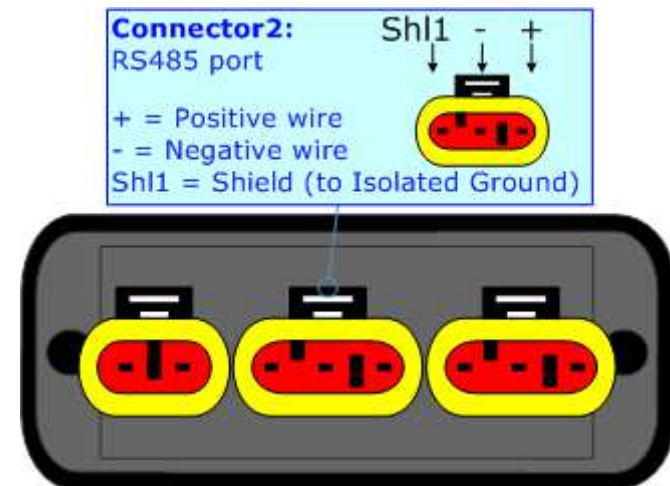 Connector2:
Shl1 - +
RS485 port
+ = Positive wire
- = Negative wire
Shl1 = Shield (to Isolated Ground)